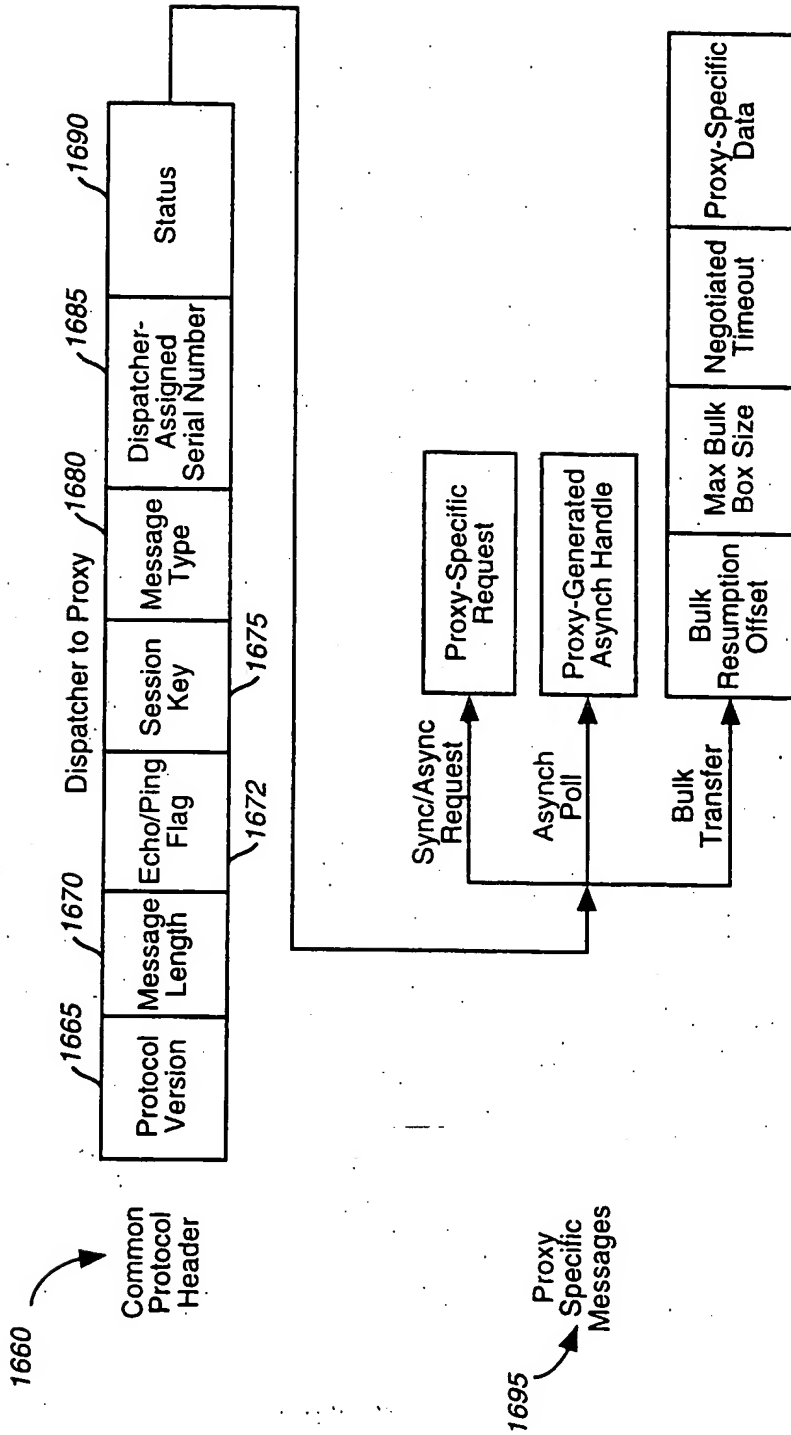 Dispatcher to Proxy
1660
Common
Protocol
Header
1665
Protocol
Version
1670
Message
Length
Echo/Ping
Flag
1672
Session
Key
1675
1680
Message
Type
1685
Dispatcher-
Assigned
Serial Number
1690
Status
1695
Proxy
Specific
Messages
Sync/Async
Request
Proxy-Specific
Request
Asynch
Poll
Proxy-Generated
Asynch Handle
Bulk
Transfer
Bulk
Resumption
Offset
Max Bulk
Box Size
Negotiated
Timeout
Proxy-Specific
Data